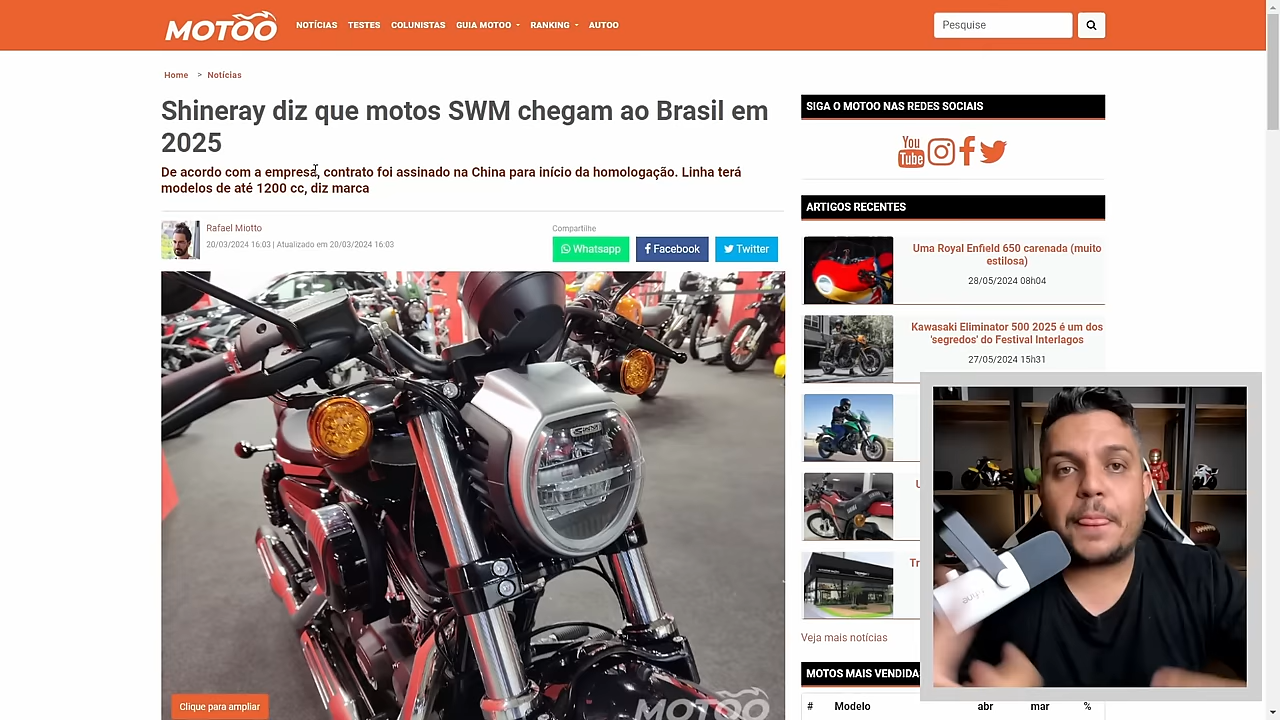 MOTOO
NOTÍCIAS TESTES COLUNISTAS GUIA MOTOO RANKING AUTOO
Pesquise
Home > Notícias
Shineray diz que motos SWM chegam ao Brasil em
2025
De acordo com a empresa, contrato foi assinado na China para início da homologação. Linha terá
modelos de até 1200 cc, diz marca
Rafael Miotto
20/03/2024 16:03 | Atualizado em 20/03/2024 16:03
Compartilhe
Whatsapp
Facebook
Twitter
Clique para ampliar
MOTOO
SIGA O MOTOO NAS REDES SOCIAIS
You
Tube
ARTIGOS RECENTES
Uma Royal Enfield 650 carenada (muito
estilosa)
28/05/2024 08h04
Kawasaki Eliminator 500 2025 é um dos
'segredos' do Festival Interlagos
27/05/2024 15h31
U
Tr
Veja mais notícias
MOTOS MAIS VENDIDA
# Modelo abr mar %